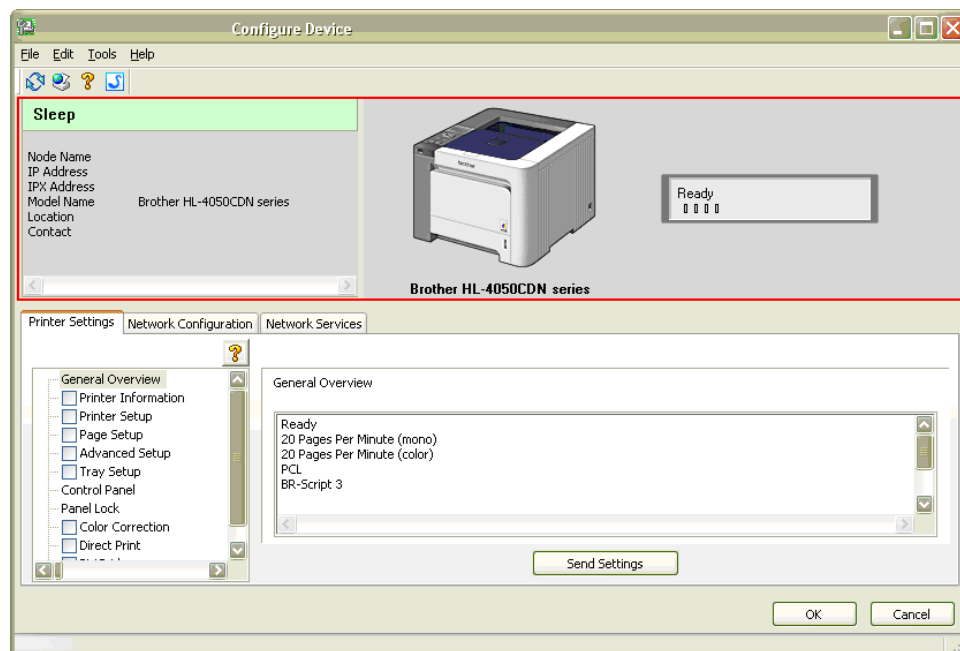 Configure Device
File Edit Tools Help
Sleep
Node Name
IP Address
IPX Address
Model Name Brother HL-4050CDN series
Location
Contact
brother
Ready
Brother HL-4050CDN series
Printer Settings Network Configuration Network Services
General Overview
Printer Information
Printer Setup
Page Setup
Advanced Setup
Tray Setup
Control Panel
Panel Lock
Color Correction
Direct Print
General Overview
Ready
20 Pages Per Minute (mono)
20 Pages Per Minute (color)
PCL
BR-Script 3
Send Settings
OK Cancel